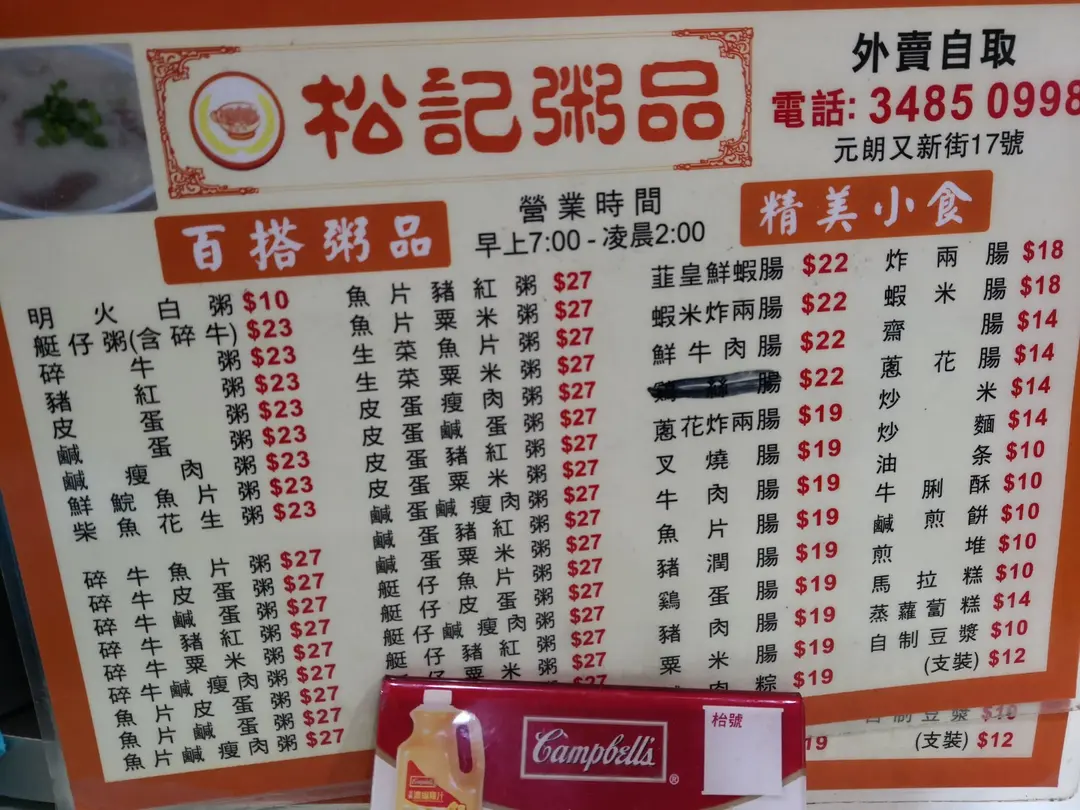 松記粥品
外賣自取
電話: 3485 0998
元朗又新街17號
營業時間
早上7:00 - 凌晨2:00
百搭粥品
明火白粥 $10
艇仔粥(含碎牛) $23
碎牛粥 $23
豬紅粥 $23
皮蛋粥 $23
鹹蛋粥 $23
鹹瘦肉粥 $23
鮮鯇魚片粥 $23
柴魚花生粥 $23
碎牛魚片粥 $27
碎牛皮蛋粥 $27
碎牛鹹蛋粥 $27
碎牛豬紅粥 $27
碎牛粟米粥 $27
碎牛鹹瘦肉粥 $27
魚片皮蛋粥 $27
魚片鹹蛋粥 $27
魚片鹹瘦肉粥 $27
魚片豬紅粥 $27
魚片粟米粥 $27
生菜魚片粥 $27
生菜粟米粥 $27
皮蛋瘦肉粥 $27
皮蛋鹹蛋粥 $27
皮蛋豬紅粥 $27
皮蛋粟米粥 $27
鹹蛋鹹瘦肉粥 $27
鹹蛋豬紅粥 $27
鹹蛋粟米粥 $27
艇仔魚片粥 $27
艇仔皮蛋粥 $27
艇仔鹹瘦肉粥 $27
艇仔粟米粥 $27
精美小食
韮皇鮮蝦腸 $22
蝦米炸兩腸 $22
鮮牛肉腸 $22
腸 $22
蔥花炸兩腸 $19
叉燒腸 $19
牛肉腸 $19
魚片腸 $19
豬潤腸 $19
鷄蛋腸 $19
豬肉腸 $19
粟米腸 $19
肉粽 $19
炸兩腸 $18
蝦米腸 $18
齋腸 $14
蔥花腸 $14
炒米 $14
炒麵 $14
油條 $10
牛脷酥 $10
鹹煎餅 $10
煎堆 $10
馬拉糕 $10
蒸蘿蔔糕 $14
自制豆漿 $10
(支裝) $12
自制豆漿 $10
19 (支裝) $12
Campbell's ®
枱號